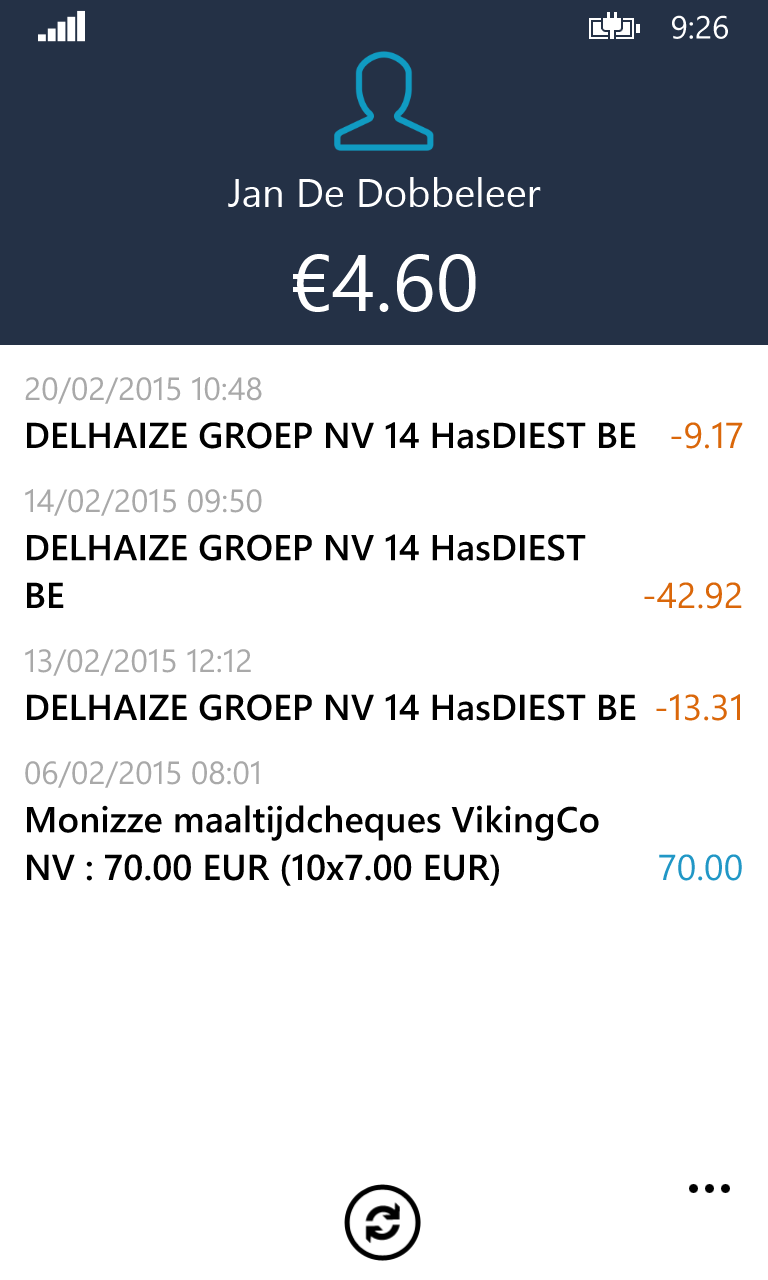 9:26
Jan De Dobbeleer
€4.60
20/02/2015 10:48
DELHAIZE GROEP NV 14 HasDIEST BE -9.17
14/02/2015 09:50
DELHAIZE GROEP NV 14 HasDIEST
BE -42.92
13/02/2015 12:12
DELHAIZE GROEP NV 14 HasDIEST BE -13.31
06/02/2015 08:01
Monizze maaltijdcheques VikingCo
NV : 70.00 EUR (10x7.00 EUR) 70.00